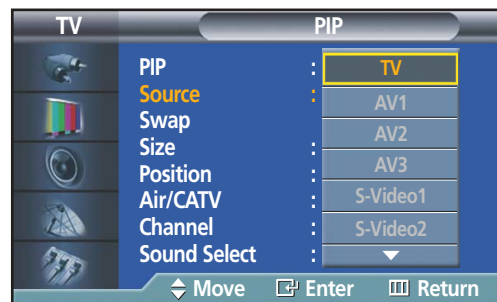 TV PIP
PIP : TV
Source : AV1
Swap AV2
Size :
Position : AV3
Air/CATV : S-Video1
Channel : S-Video2
Sound Select :
Move Enter Return